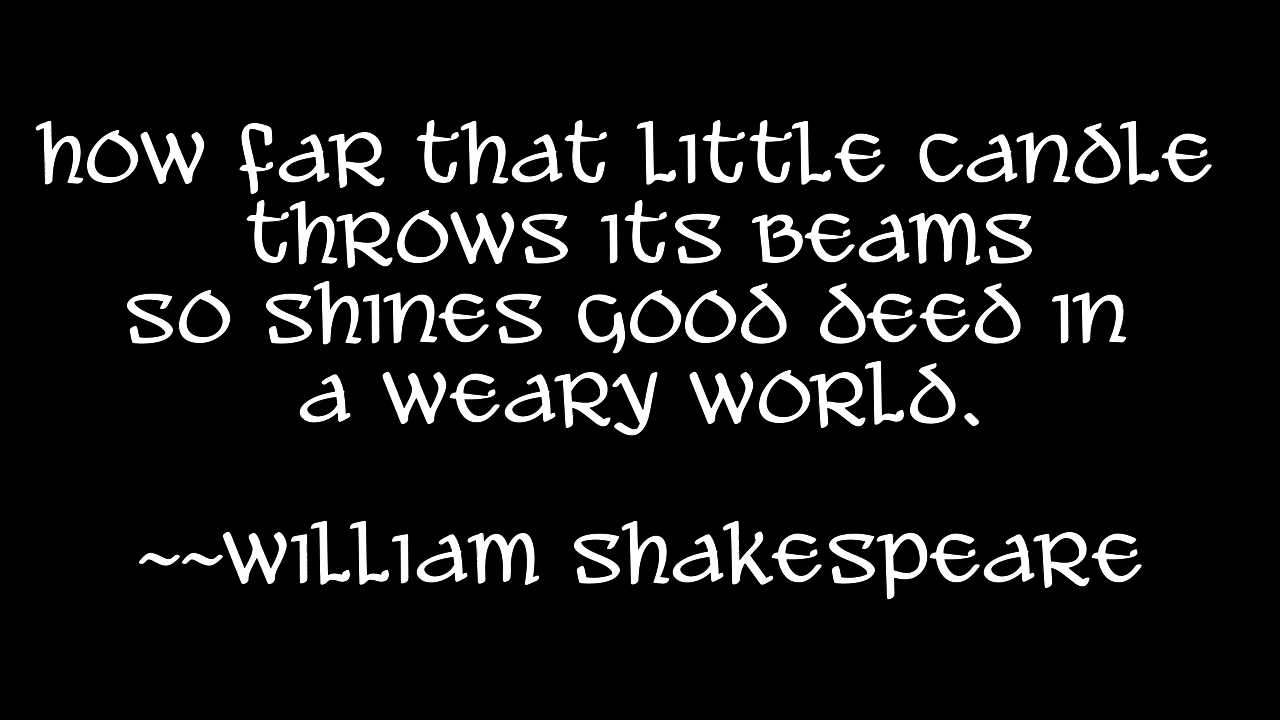 how far that little candle
throws its beams
so shines good deed in
a weary world.
~~william shakespeare